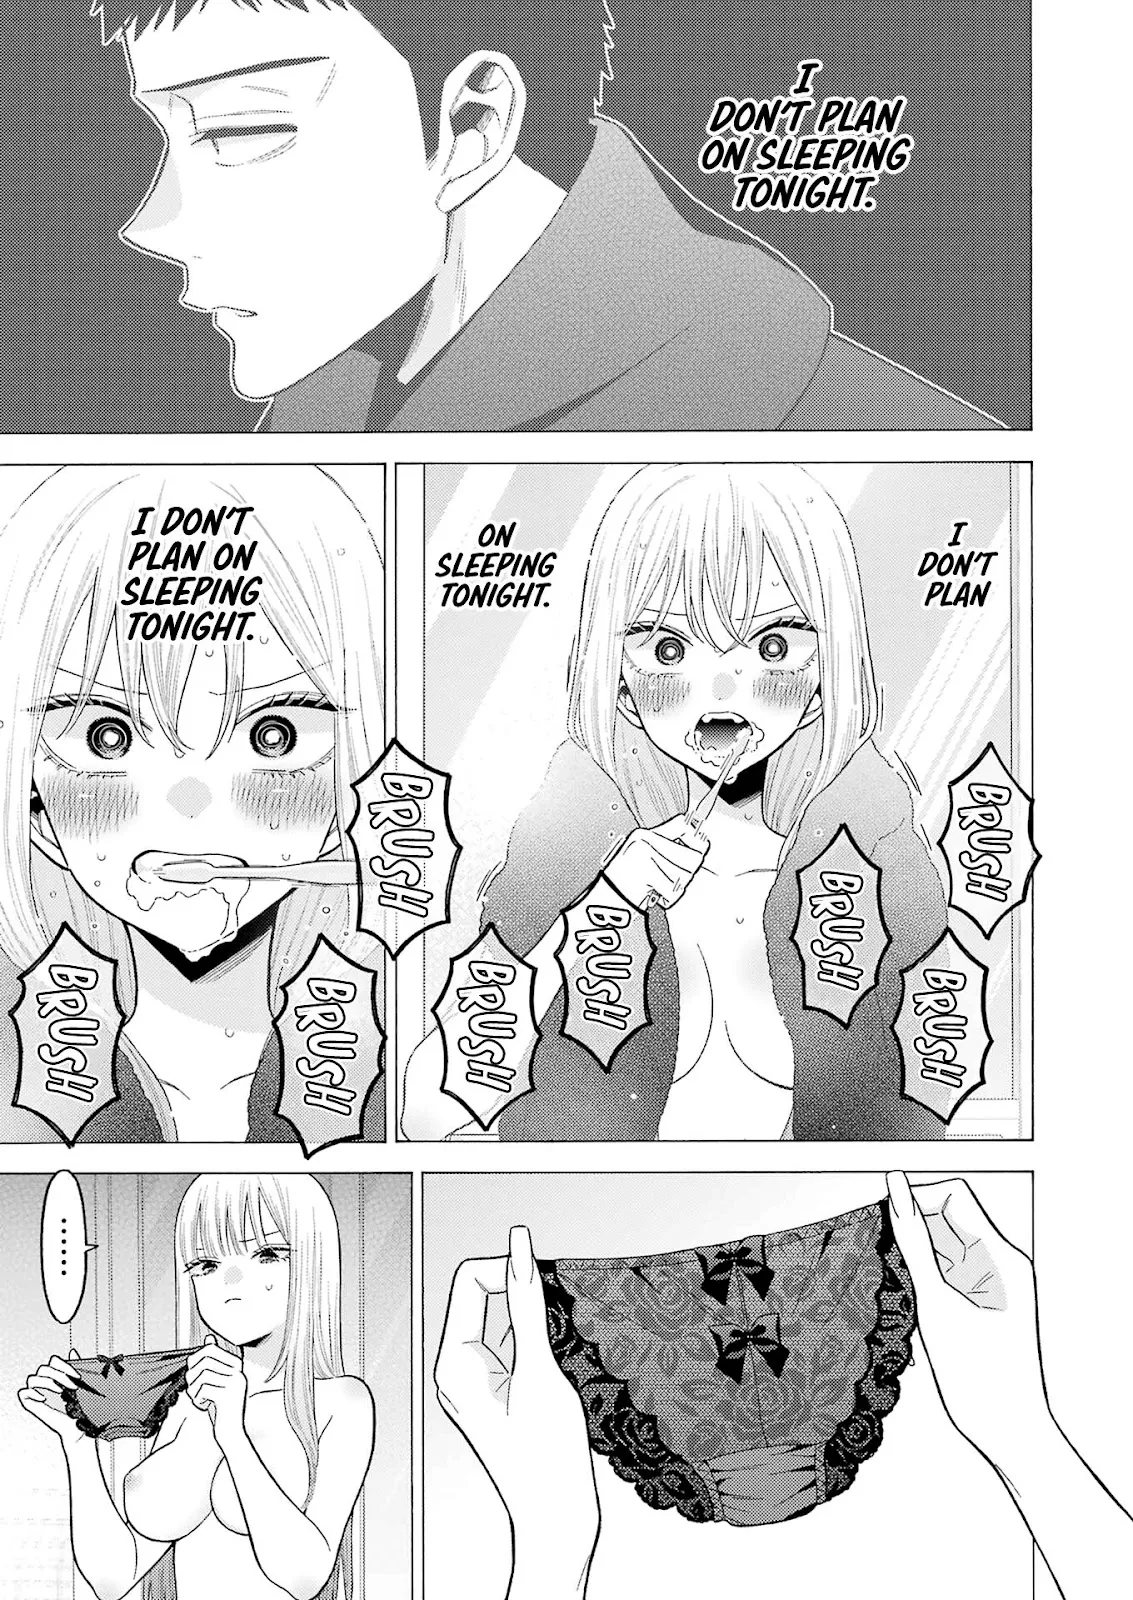 I
DON'T PLAN
ON SLEEPING
TONIGHT.
I
DON'T
PLAN
ON
SLEEPING
TONIGHT.
BRUSH
BRUSH
BRUSH
BRUSH
BRUSH
I DON'T
PLAN ON
SLEEPING
TONIGHT.
BRUSH
BRUSH
BRUSH
......